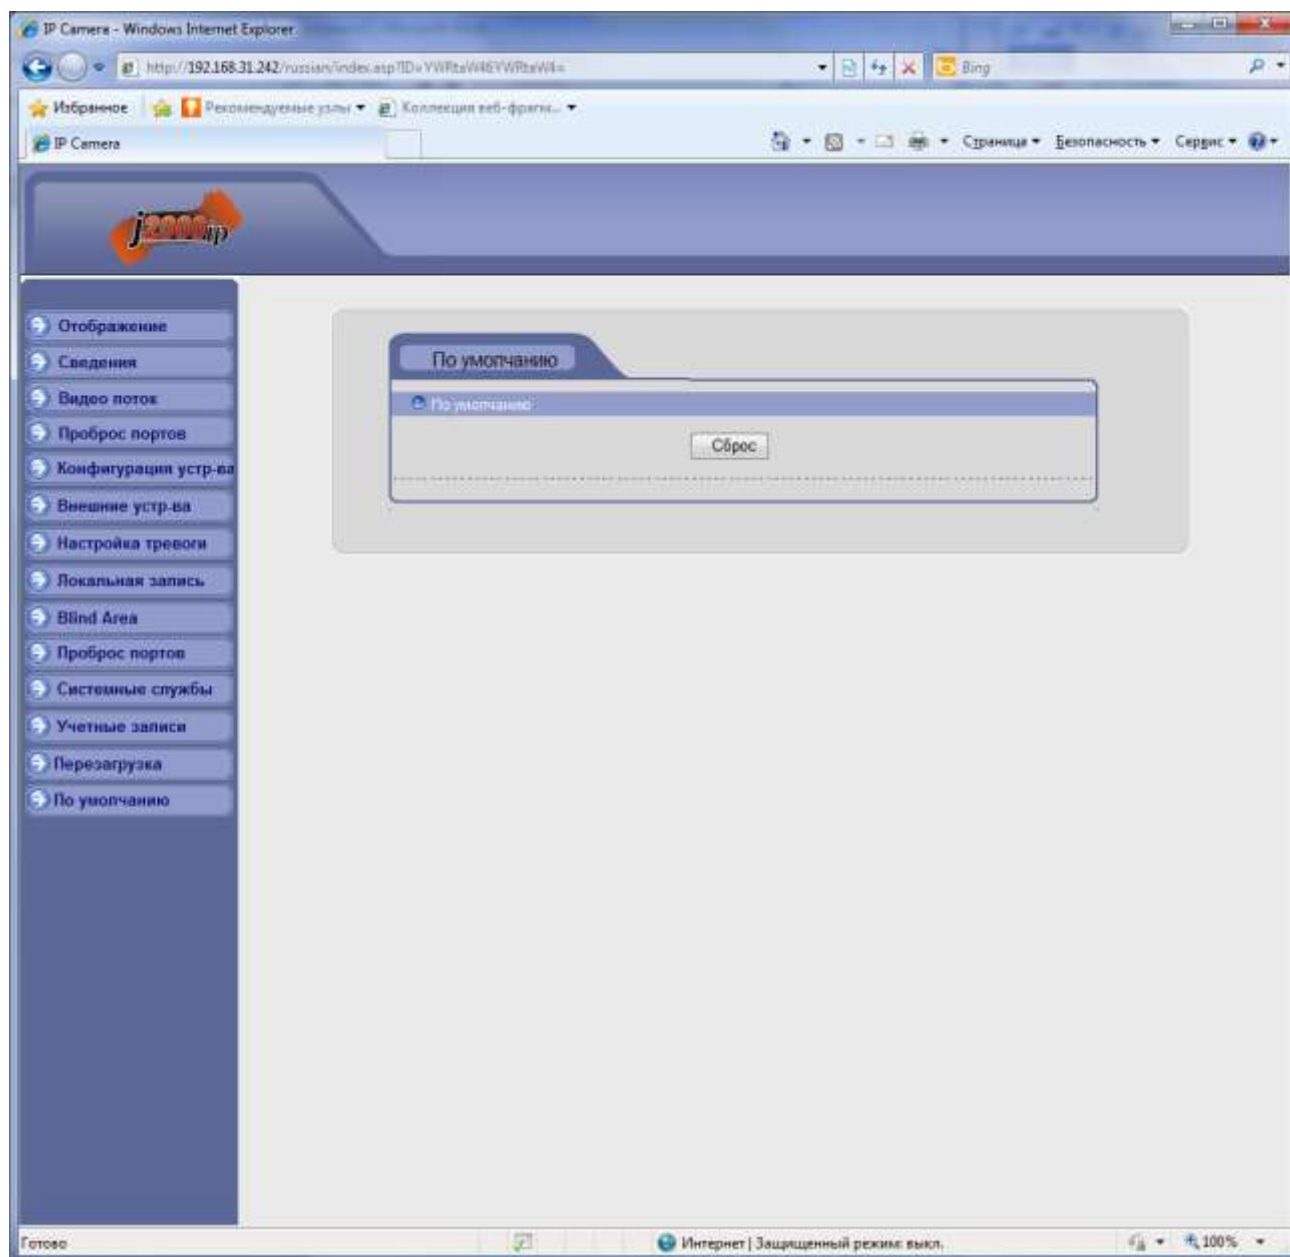 IP Camera - Windows Internet Explorer
http://192.168.31.242/russian/index.asp?ID=YWRtaW46YWRtaW4=
Bing
Избранное Рекомендуемые узлы Коллекция веб-фрагм...
IP Camera
Страница Безопасность Сервис
j2000ip
Отображение
Сведения
Видео поток
Проброс портов
Конфигурация устр-ва
Внешние устр-ва
Настройка тревоги
Локальная запись
Blind Area
Проброс портов
Системные службы
Учетные записи
Перезагрузка
По умолчанию
По умолчанию
По умолчанию
Сброс
Готово
Интернет | Защищенный режим: выкл.
100%